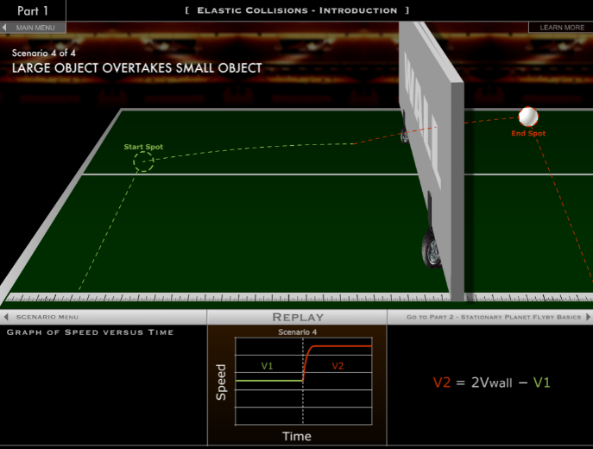 Part 1
[ Elastic Collisions - Introduction ]
MAIN MENU
LEARN MORE
Scenario 4 of 4
LARGE OBJECT OVERTAKES SMALL OBJECT
WALL
Start Spot
End Spot
Scenario Menu
Replay
Go to Part 2 - Stationary Planet Flyby Basics
Graph of Speed versus Time
Scenario 4
V1
V2
Speed
Time
V2 = 2Vwall – V1